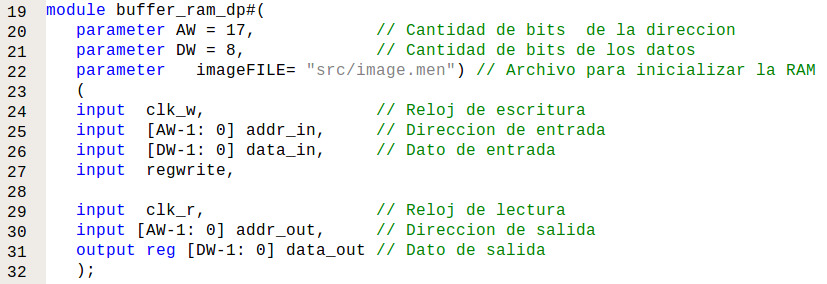 19 module buffer_ram_dp#(
20    parameter AW = 17,            // Cantidad de bits  de la direccion
21    parameter DW = 8,             // Cantidad de bits de los datos
22    parameter   imageFILE= "src/image.men") // Archivo para inicializar la RAM
23    (
24    input  clk_w,                 // Reloj de escritura
25    input  [AW-1: 0] addr_in,     // Direccion de entrada
26    input  [DW-1: 0] data_in,     // Dato de entrada
27    input  regwrite,
28
29    input  clk_r,                 // Reloj de lectura
30    input [AW-1: 0] addr_out,     // Direccion de salida
31    output reg [DW-1: 0] data_out // Dato de salida
32    );